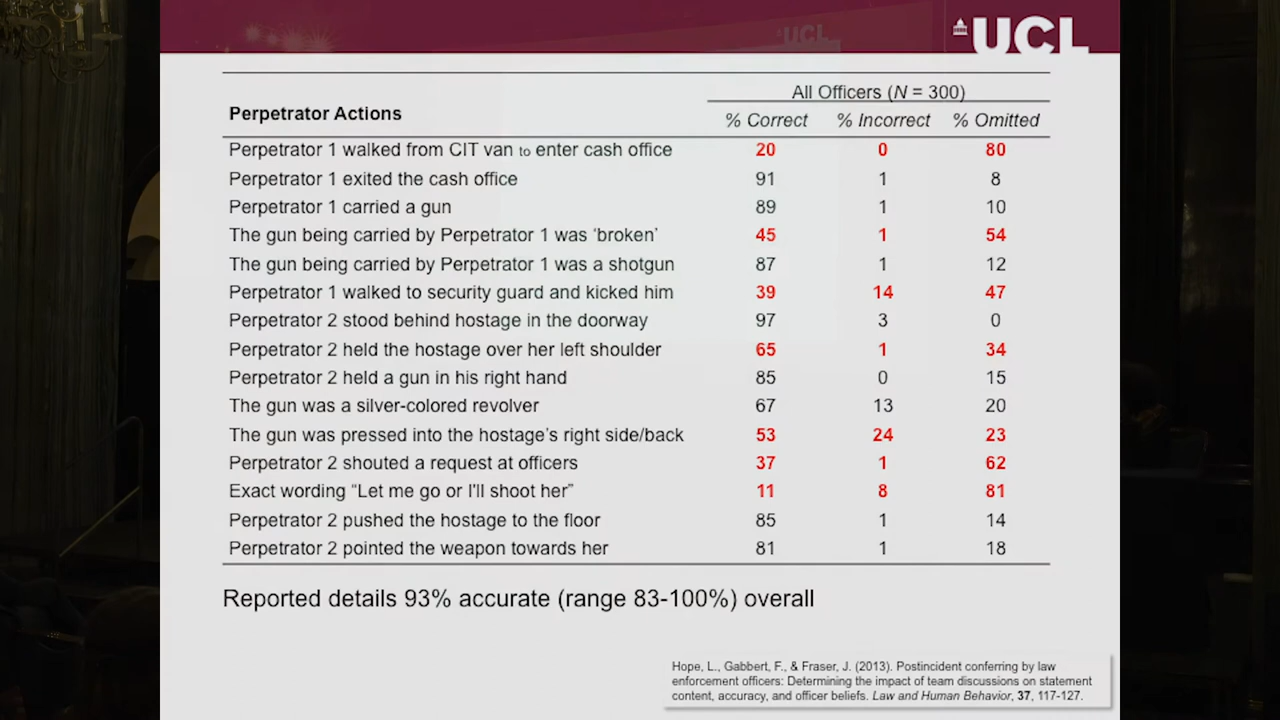 UCL
UCL
All Officers (N = 300)
Perpetrator Actions % Correct % Incorrect % Omitted
Perpetrator 1 walked from CIT van to enter cash office 20 0 80
Perpetrator 1 exited the cash office 91 1 8
Perpetrator 1 carried a gun 89 1 10
The gun being carried by Perpetrator 1 was ‘broken’ 45 1 54
The gun being carried by Perpetrator 1 was a shotgun 87 1 12
Perpetrator 1 walked to security guard and kicked him 39 14 47
Perpetrator 2 stood behind hostage in the doorway 97 3 0
Perpetrator 2 held the hostage over her left shoulder 65 1 34
Perpetrator 2 held a gun in his right hand 85 0 15
The gun was a silver-colored revolver 67 13 20
The gun was pressed into the hostage’s right side/back 53 24 23
Perpetrator 2 shouted a request at officers 37 1 62
Exact wording “Let me go or I'll shoot her” 11 8 81
Perpetrator 2 pushed the hostage to the floor 85 1 14
Perpetrator 2 pointed the weapon towards her 81 1 18
Reported details 93% accurate (range 83-100%) overall
Hope, L., Gabbert, F., & Fraser, J. (2013). Postincident conferring by law
enforcement officers: Determining the impact of team discussions on statement
content, accuracy, and officer beliefs. Law and Human Behavior, 37, 117-127.